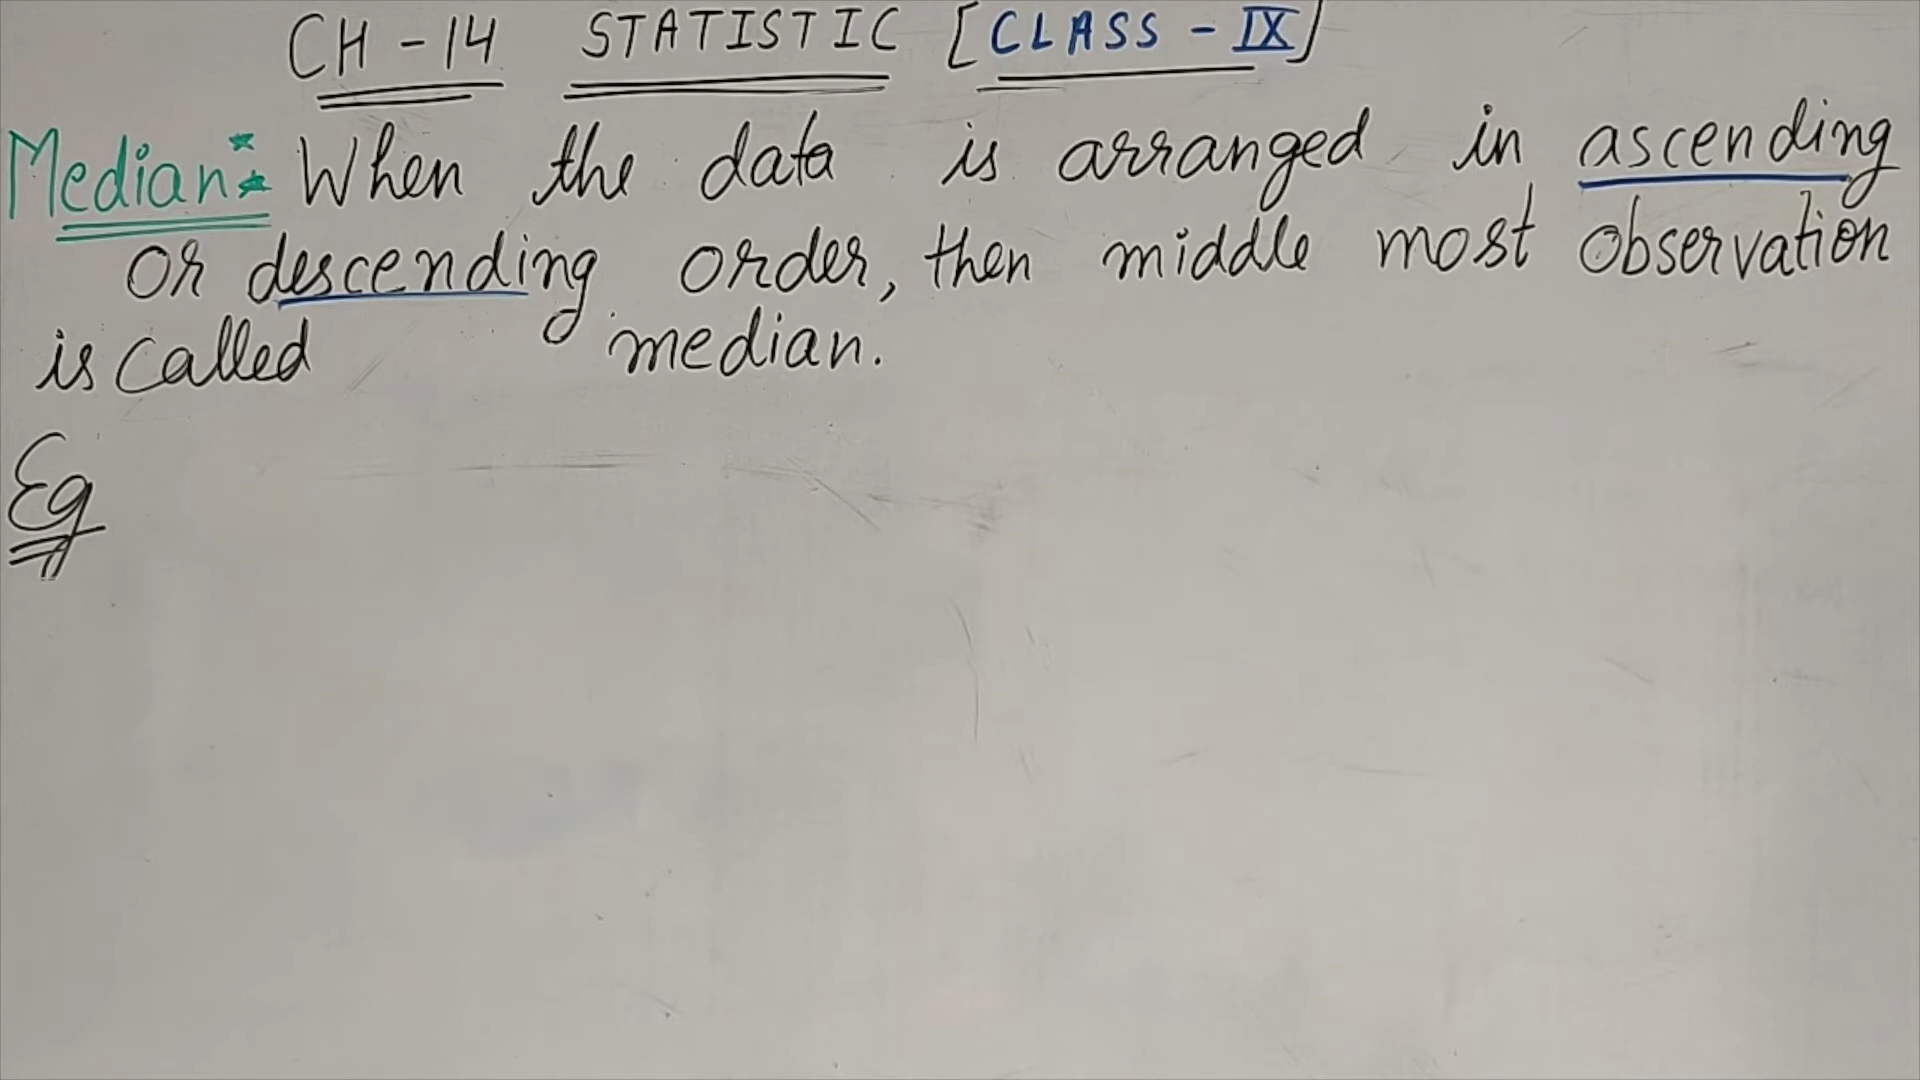 CH - 14 STATISTIC [CLASS - IX]
Median: When the data is arranged in ascending
or descending order, then middle most observation
is called median.
Eg